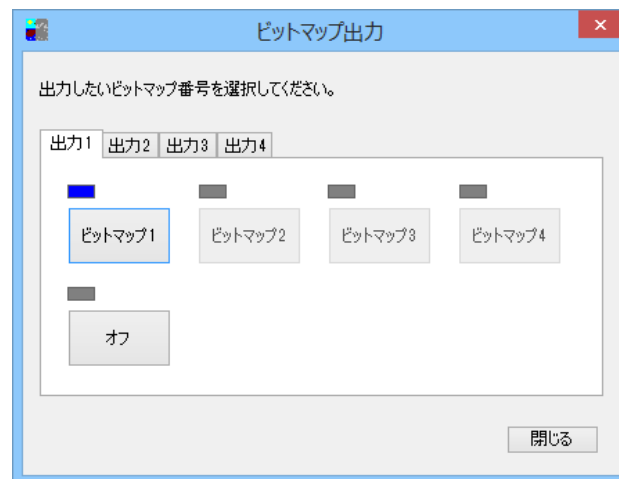 ビットマップ出力
出力したいビットマップ番号を選択してください。
出力1 出力2 出力3 出力4
ビットマップ1 ビットマップ2 ビットマップ3 ビットマップ4
オフ
閉じる